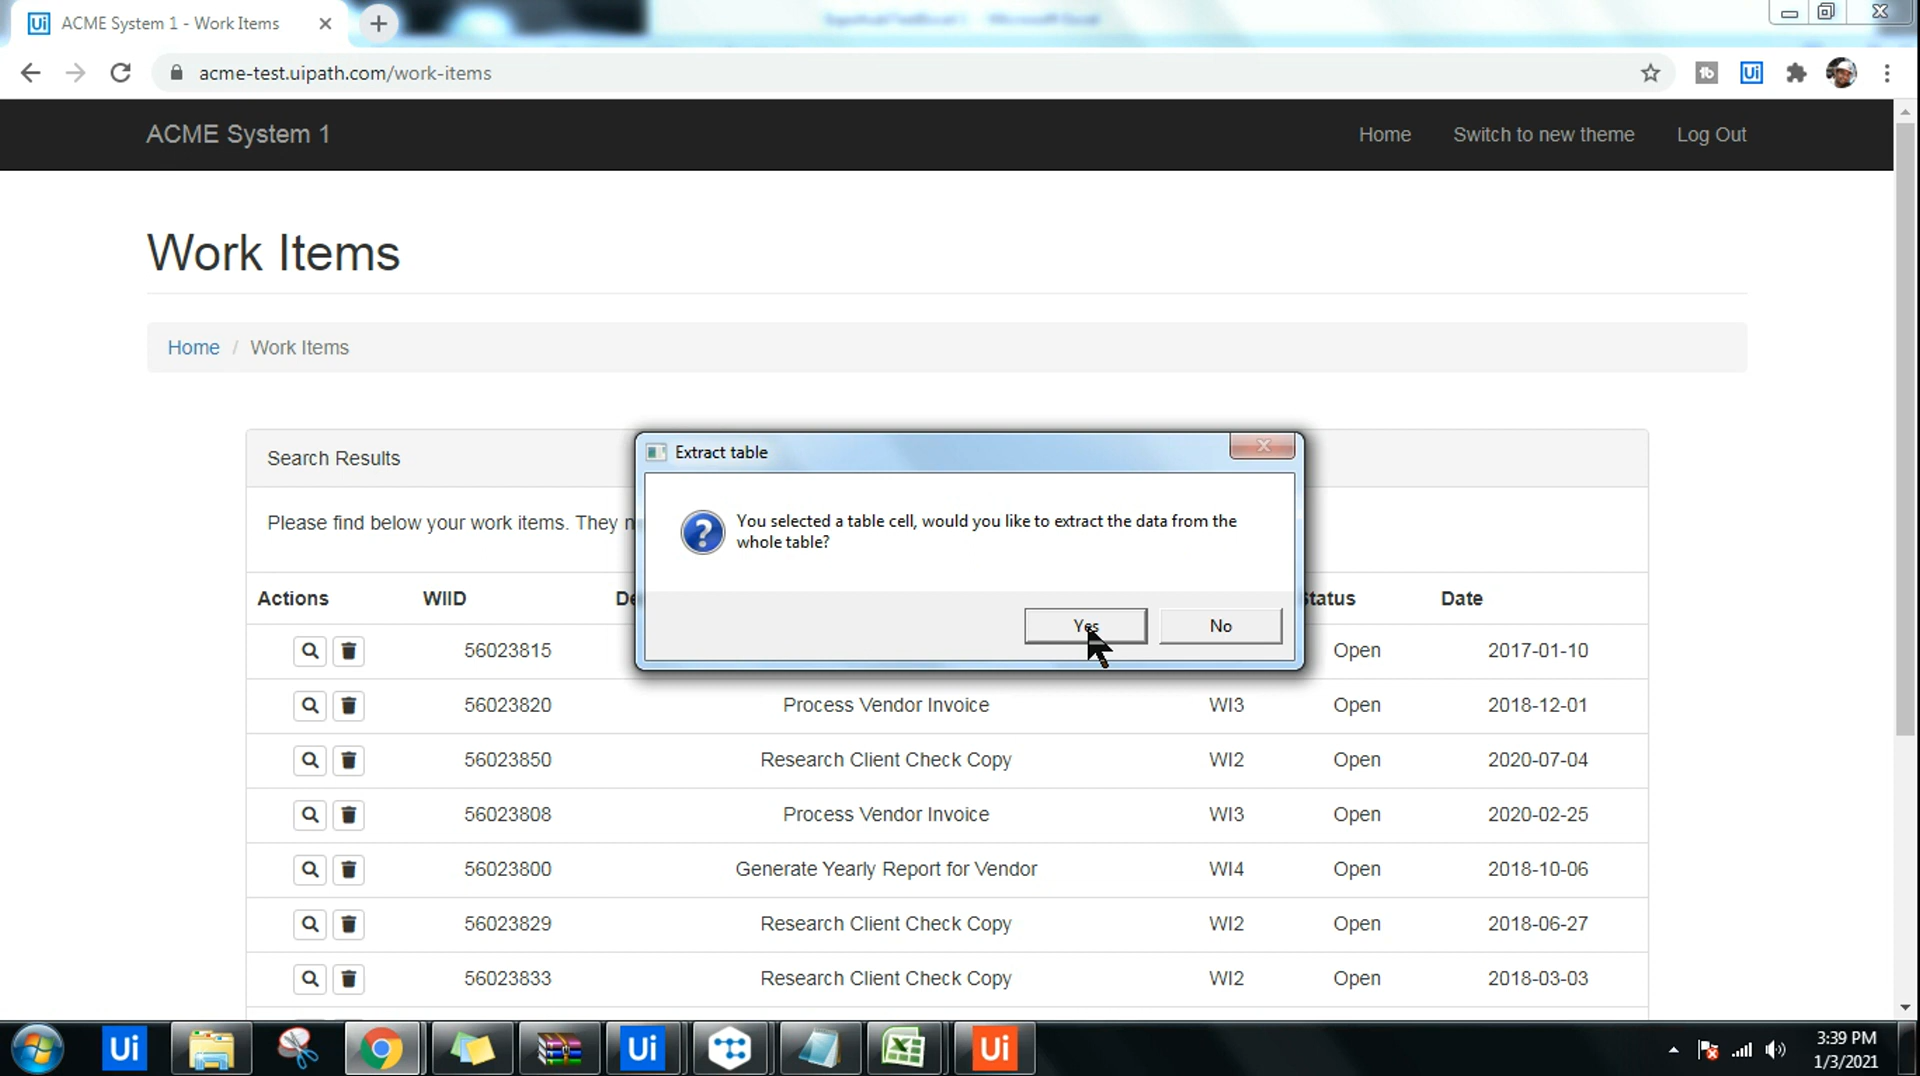 Ui ACME System 1 - Work Items
acme-test.uipath.com/work-items
tb Ui
ACME System 1 Home Switch to new theme Log Out
Work Items
Home / Work Items
Search Results
Please find below your work items. They
Extract table
You selected a table cell, would you like to extract the data from the
whole table?
Yes No
Actions WIID Status Date
56023815 Open 2017-01-10
56023820 Process Vendor Invoice WI3 Open 2018-12-01
56023850 Research Client Check Copy WI2 Open 2020-07-04
56023808 Process Vendor Invoice WI3 Open 2020-02-25
56023800 Generate Yearly Report for Vendor WI4 Open 2018-10-06
56023829 Research Client Check Copy WI2 Open 2018-06-27
56023833 Research Client Check Copy WI2 Open 2018-03-03
Ui Ui Ui
3:39 PM
1/3/2021